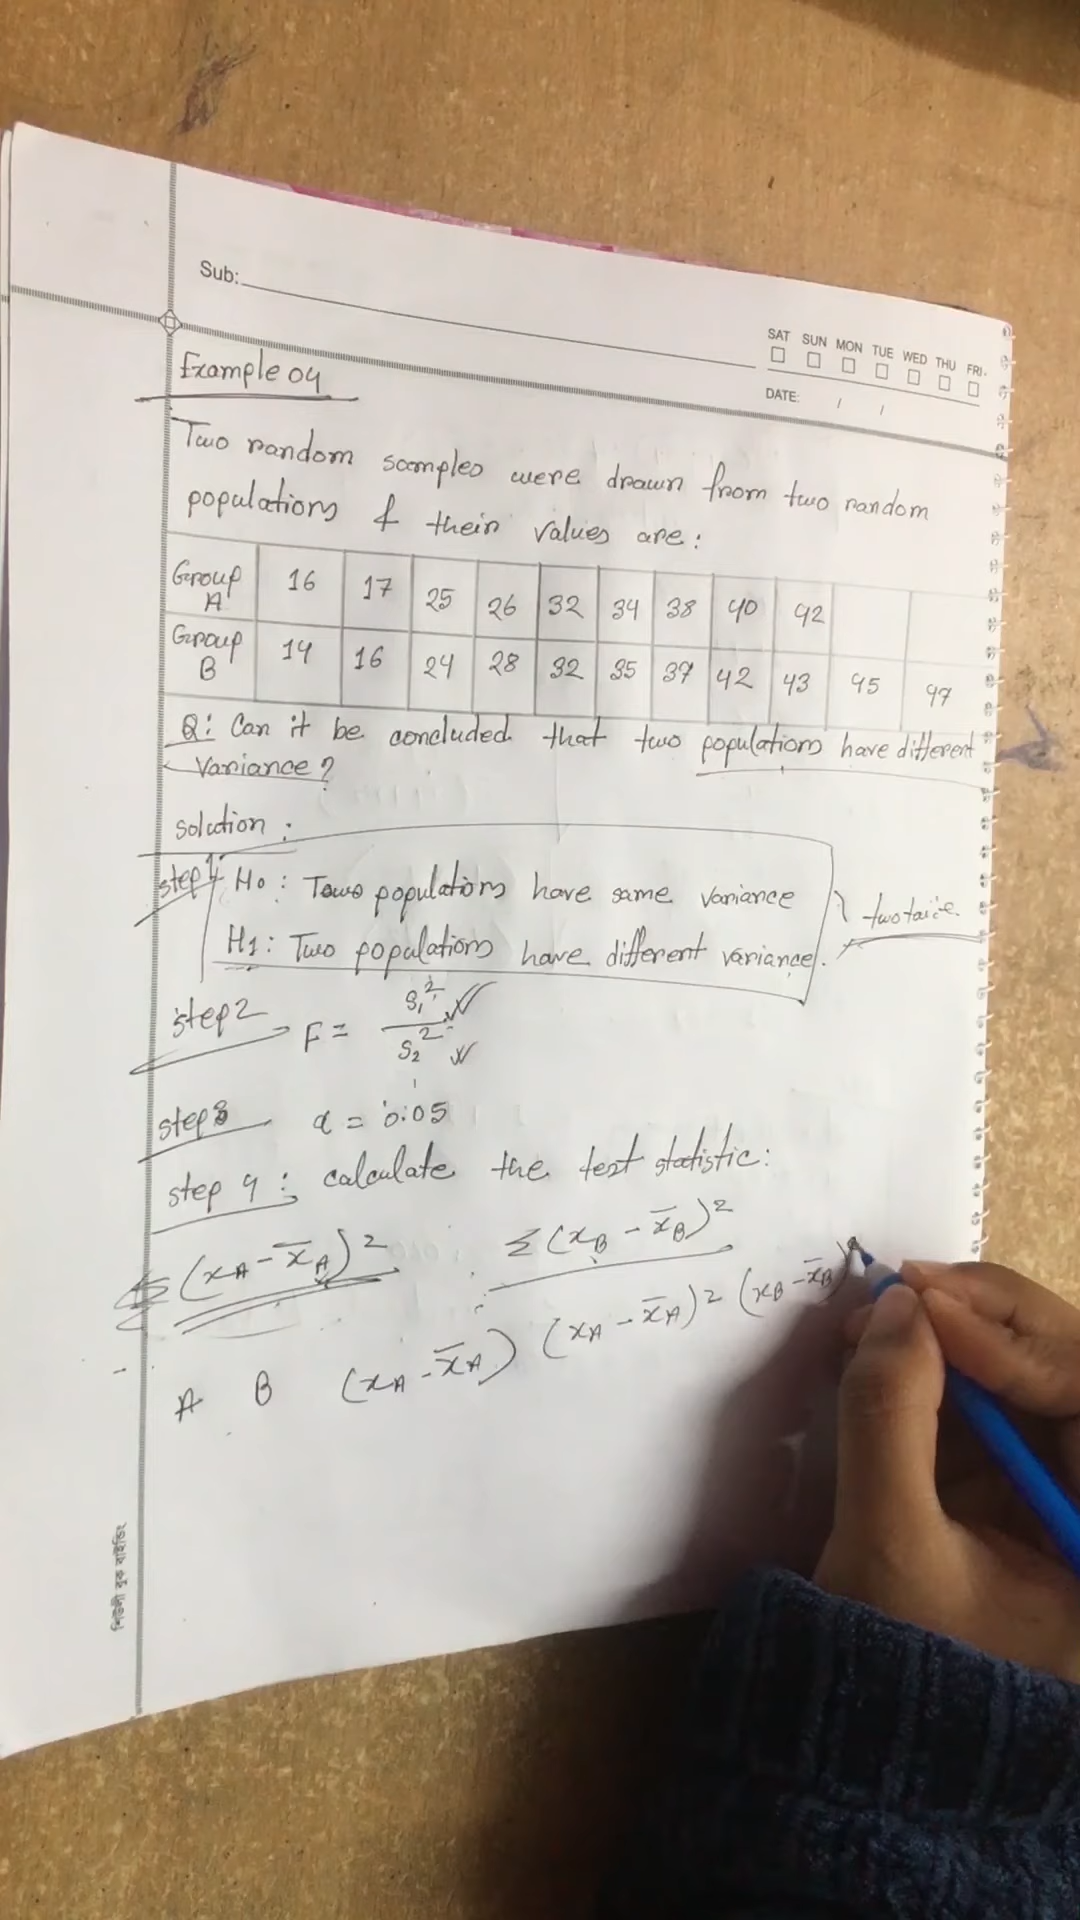 Sub:
SAT SUN MON TUE WED THU FRI.
DATE: / /
Example 04
Two random samples were drawn from two random
populations & their values are:
Group A 16 17 25 26 32 34 38 40 42
Group B 14 16 24 28 32 35 37 42 43 45 47
Q: Can it be concluded that two populations have different
variance?
Solution:
step 1 H₀: Two populations have same variance
H₁: Two populations have different variance.
step 2 F = S₁² / S₂²
step 3 α = 0.05
step 4: calculate the test statistic:
Σ(xA - x̄A)² Σ(xB - x̄B)²
A B (xA - x̄A) (xA - x̄A)² (xB - x̄B)
শিউলী বুক বাইন্ডিং